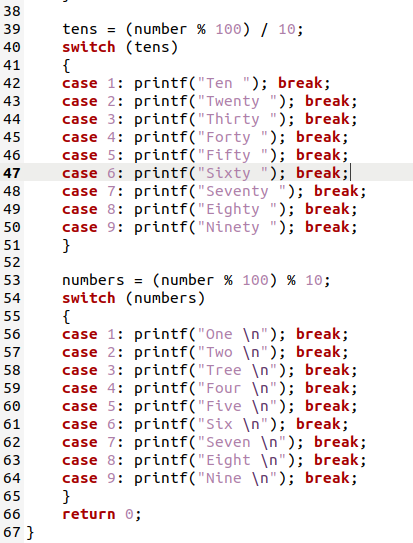 38
39 tens = (number % 100) / 10;
40 switch (tens)
41 {
42 case 1: printf("Ten "); break;
43 case 2: printf("Twenty "); break;
44 case 3: printf("Thirty "); break;
45 case 4: printf("Forty "); break;
46 case 5: printf("Fifty "); break;
47 case 6: printf("Sixty "); break;
48 case 7: printf("Seventy "); break;
49 case 8: printf("Eighty "); break;
50 case 9: printf("Ninety "); break;
51 }
52
53 numbers = (number % 100) % 10;
54 switch (numbers)
55 {
56 case 1: printf("One \n"); break;
57 case 2: printf("Two \n"); break;
58 case 3: printf("Tree \n"); break;
59 case 4: printf("Four \n"); break;
60 case 5: printf("Five \n"); break;
61 case 6: printf("Six \n"); break;
62 case 7: printf("Seven \n"); break;
63 case 8: printf("Eight \n"); break;
64 case 9: printf("Nine \n"); break;
65 }
66 return 0;
67 }